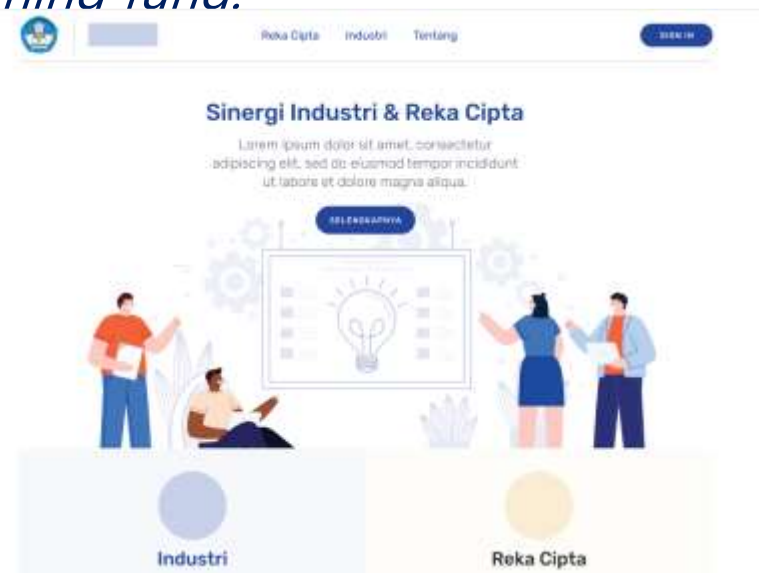 Reka Cipta Industri Tentang
SIGN IN
Sinergi Industri & Reka Cipta
Lorem ipsum dolor sit amet, consectetur
adipiscing elit, sed do eiusmod tempor incididunt
ut labore et dolore magna aliqua.
SELENGKAPNYA
Industri
Reka Cipta